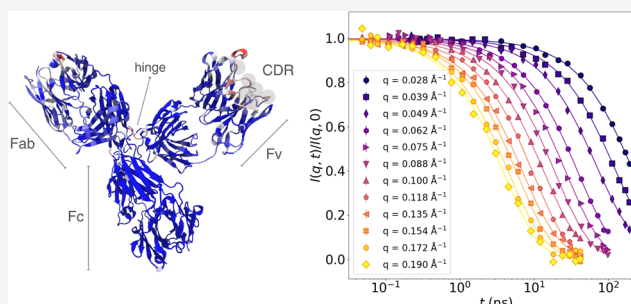 hinge
CDR
Fab
Fv
Fc
I(q,t)/I(q,0)
1.0
0.8
0.6
0.4
0.2
0.0
q = 0.028 Å⁻¹
q = 0.039 Å⁻¹
q = 0.049 Å⁻¹
q = 0.062 Å⁻¹
q = 0.075 Å⁻¹
q = 0.088 Å⁻¹
q = 0.100 Å⁻¹
q = 0.118 Å⁻¹
q = 0.135 Å⁻¹
q = 0.154 Å⁻¹
q = 0.172 Å⁻¹
q = 0.190 Å⁻¹
10⁻¹ 10⁰ 10¹ 10²
t (ns)